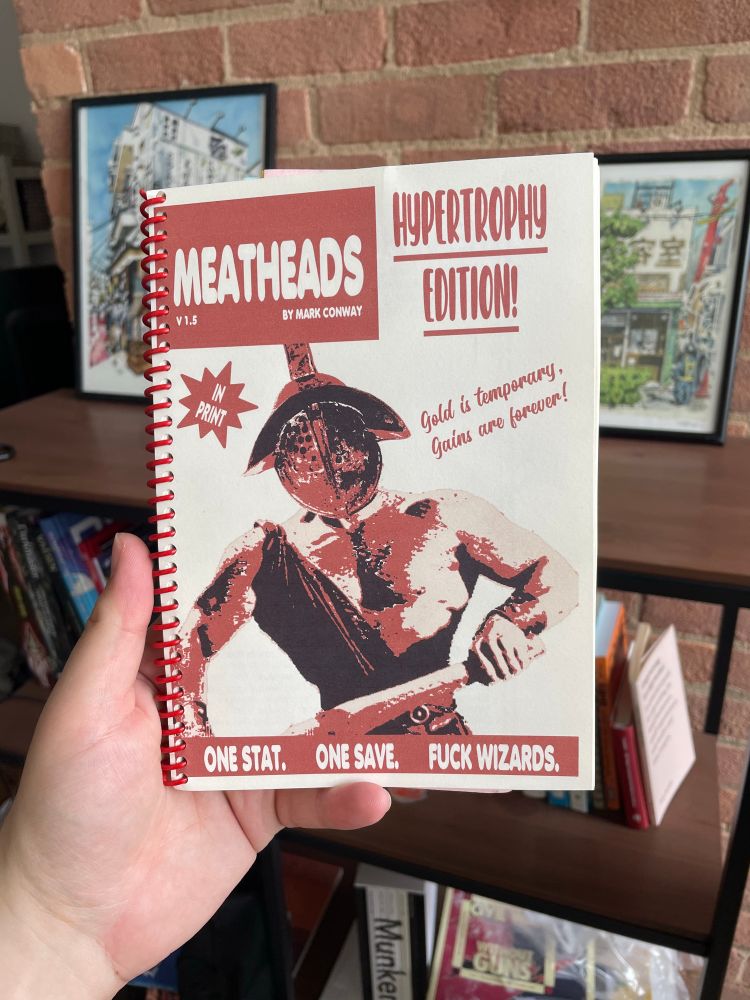 HYPERTROPHY
EDITION!
MEATHEADS
V 1.5 BY MARK CONWAY
IN
PRINT
Gold is temporary,
Gains are forever!
ONE STAT. ONE SAVE. FUCK WIZARDS.
Munker
GUNS